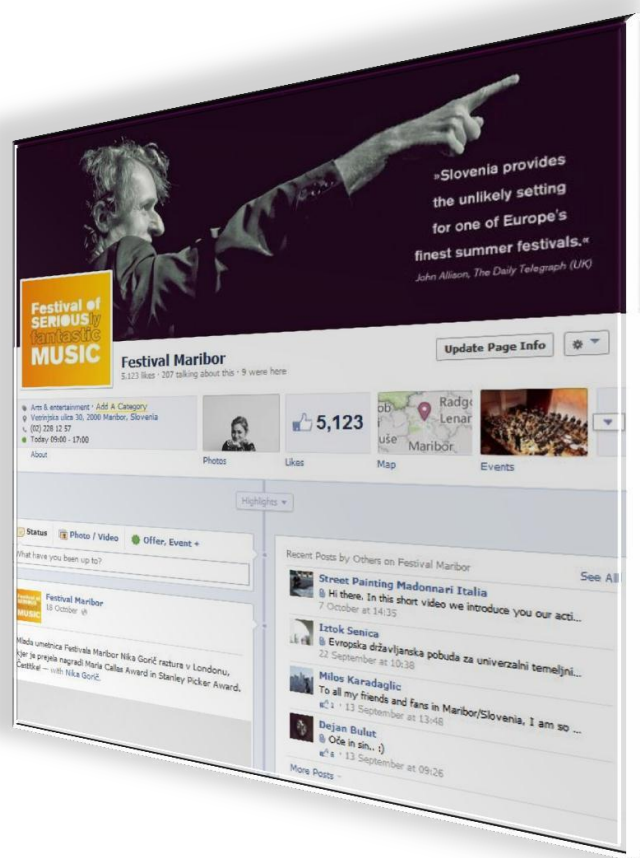 »Slovenia provides
the unlikely setting
for one of Europe's
finest summer festivals.«
John Allison, The Daily Telegraph (UK)
Festival of
SERIOUSly
fantastic
MUSIC
Festival Maribor
5,123 likes · 207 talking about this · 9 were here
Update Page Info
Arts & entertainment · Add A Category
Vetrinjska ulica 30, 2000 Maribor, Slovenia
(02) 228 12 57
Today 09:00 - 17:00
About
Photos
5,123
Likes
ob
Radgo
Lenar
uše
Maribor
Map
Events
Highlights
Status
Photo / Video
Offer, Event +
What have you been up to?
Festival Maribor
18 October
Mlada umetnica Festivala Maribor Nika Gorič raztura v Londonu,
kjer je prejela nagradi Maria Callas Award in Stanley Picker Award.
Čestitke! — with Nika Gorič.
Recent Posts by Others on Festival Maribor
See All
Street Painting Madonnari Italia
Hi there. In this short video we introduce you our acti...
7 October at 14:35
Iztok Senica
Evropska državljanska pobuda za univerzalni temeljni...
22 September at 10:38
Milos Karadaglic
To all my friends and fans in Maribor/Slovenia, I am so ...
1 · 13 September at 13:48
Dejan Bulut
Oče in sin.. :)
6 · 13 September at 09:26
More Posts